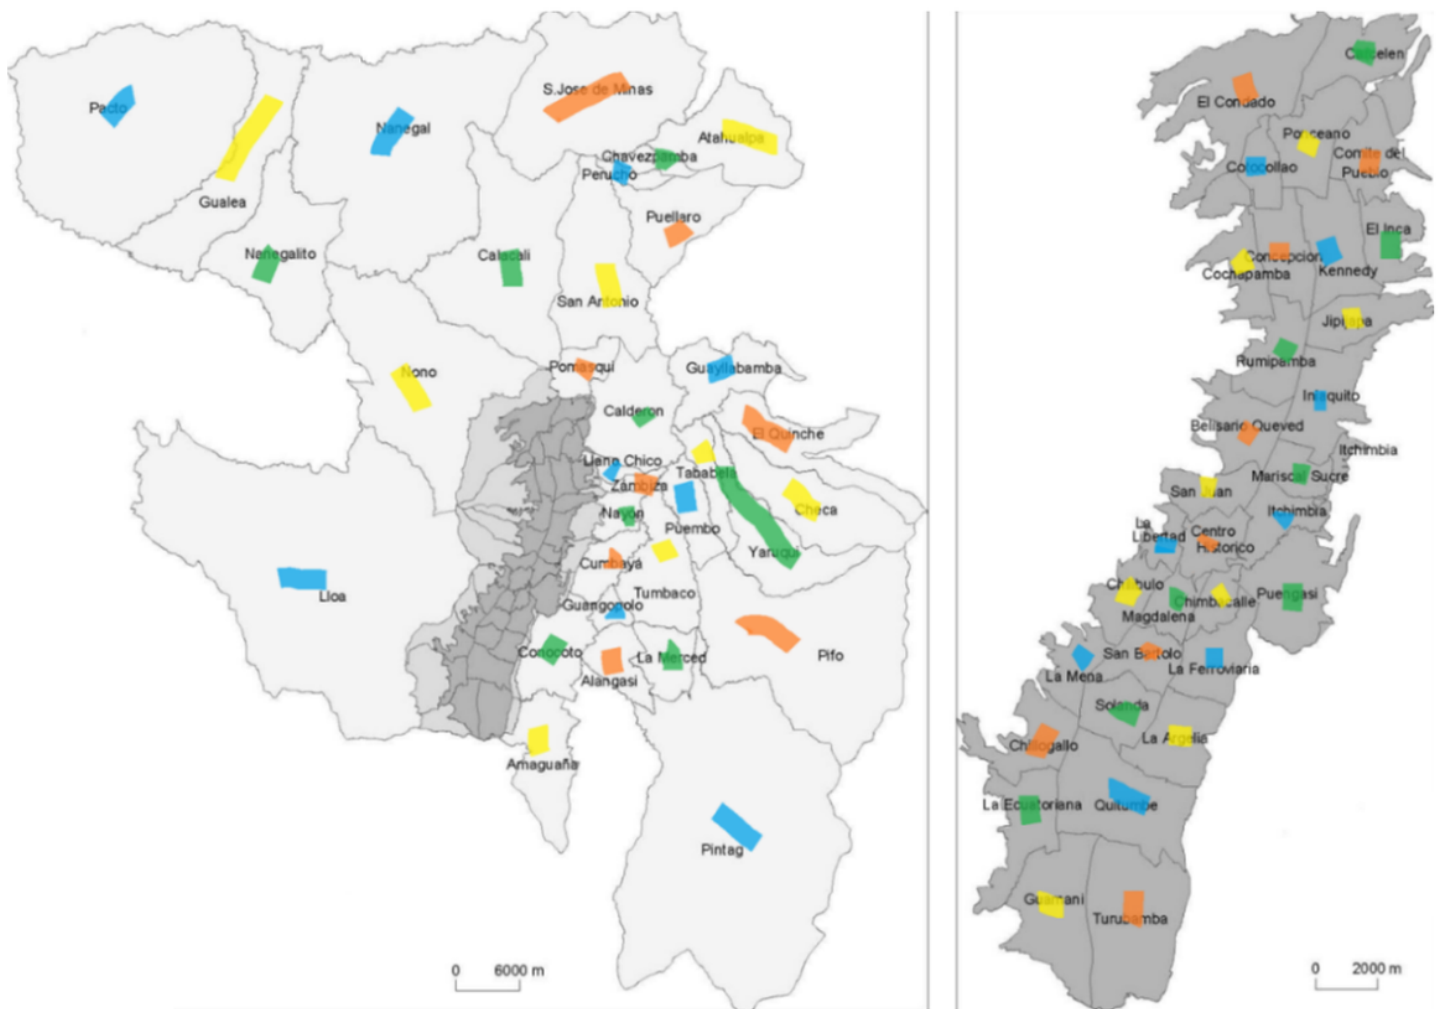 Pacto
Gualea
Nanegal
S.Jose de Minas
Atahualpa
Chavezpamba
Perucho
Puellaro
Nanegalito
Calacali
San Antonio
Nono
Pomasqui
Guayllabamba
Calderon
El Quinche
Llano Chico
Tababela
Zambiza
Checa
Nayon
Puembo
Yaruqui
Cumbaya
Tumbaco
Guangopolo
Lloa
Conocoto
La Merced
Pifo
Alangasi
Amaguaña
Pintag
0 6000 m
Carcelen
El Condado
Ponceano
Comite del
Pueblo
Cotocollao
El Inca
Concepcion
Cochapamba
Kennedy
Jipijapa
Rumipamba
Iniaquito
Belisario Queved
Itchimbia
Mariscal Sucre
San Juan
Itchimbia
La
Libertad
Centro
Historico
Chilibulo
Magdalena
Chimbacalle
Puengasi
San Bartolo
La Mena
La Ferroviaria
Solanda
Chillogallo
La Argelia
La Ecuatoriana
Quitumbe
Guamani
Turubamba
0 2000 m